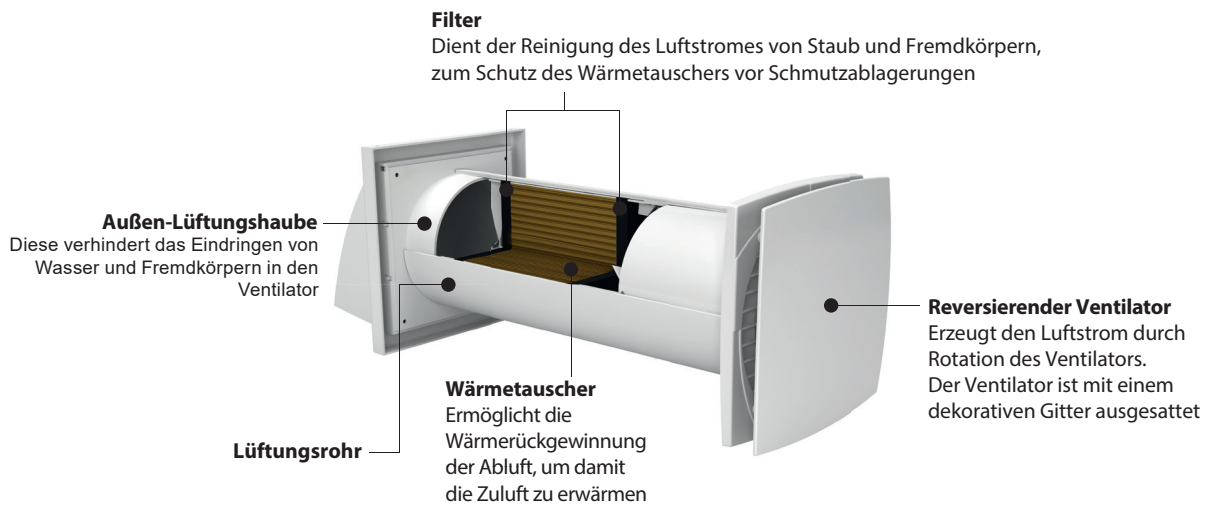 Filter
Dient der Reinigung des Luftstromes von Staub und Fremdkörpern,
zum Schutz des Wärmetauschers vor Schmutzablagerungen
Außen-Lüftungshaube
Diese verhindert das Eindringen von
Wasser und Fremdkörpern in den
Ventilator
Reversierender Ventilator
Erzeugt den Luftstrom durch
Rotation des Ventilators.
Der Ventilator ist mit einem
dekorativen Gitter ausgesattet
Wärmetauscher
Ermöglicht die
Wärmerückgewinnung
der Abluft, um damit
die Zuluft zu erwärmen
Lüftungsrohr